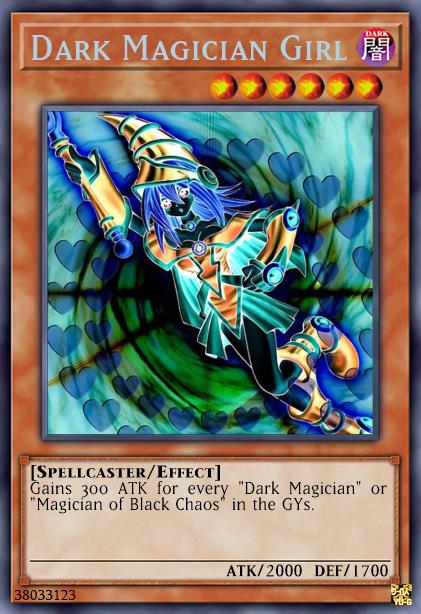 Dark Magician Girl
DARK
闇
[Spellcaster/Effect]
Gains 300 ATK for every "Dark Magician" or
"Magician of Black Chaos" in the GYs.
ATK/2000 DEF/1700
38033123